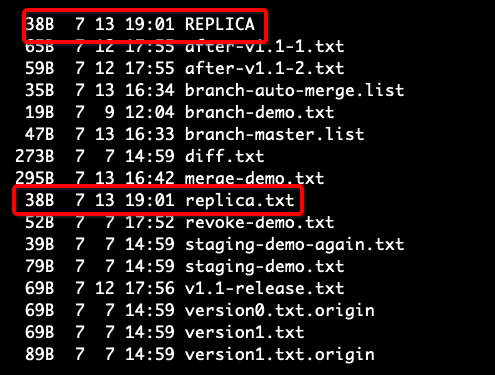 38B 7 13 19:01 REPLICA
65B 7 12 17:55 after-v1.1-1.txt
59B 7 12 17:55 after-v1.1-2.txt
35B 7 13 16:34 branch-auto-merge.list
19B 7 9 12:04 branch-demo.txt
47B 7 13 16:33 branch-master.list
273B 7 7 14:59 diff.txt
295B 7 13 16:42 merge-demo.txt
38B 7 13 19:01 replica.txt
52B 7 7 17:52 revoke-demo.txt
39B 7 7 14:59 staging-demo-again.txt
79B 7 7 14:59 staging-demo.txt
69B 7 12 17:56 v1.1-release.txt
69B 7 7 14:59 version0.txt.origin
69B 7 7 14:59 version1.txt
89B 7 7 14:59 version1.txt.origin